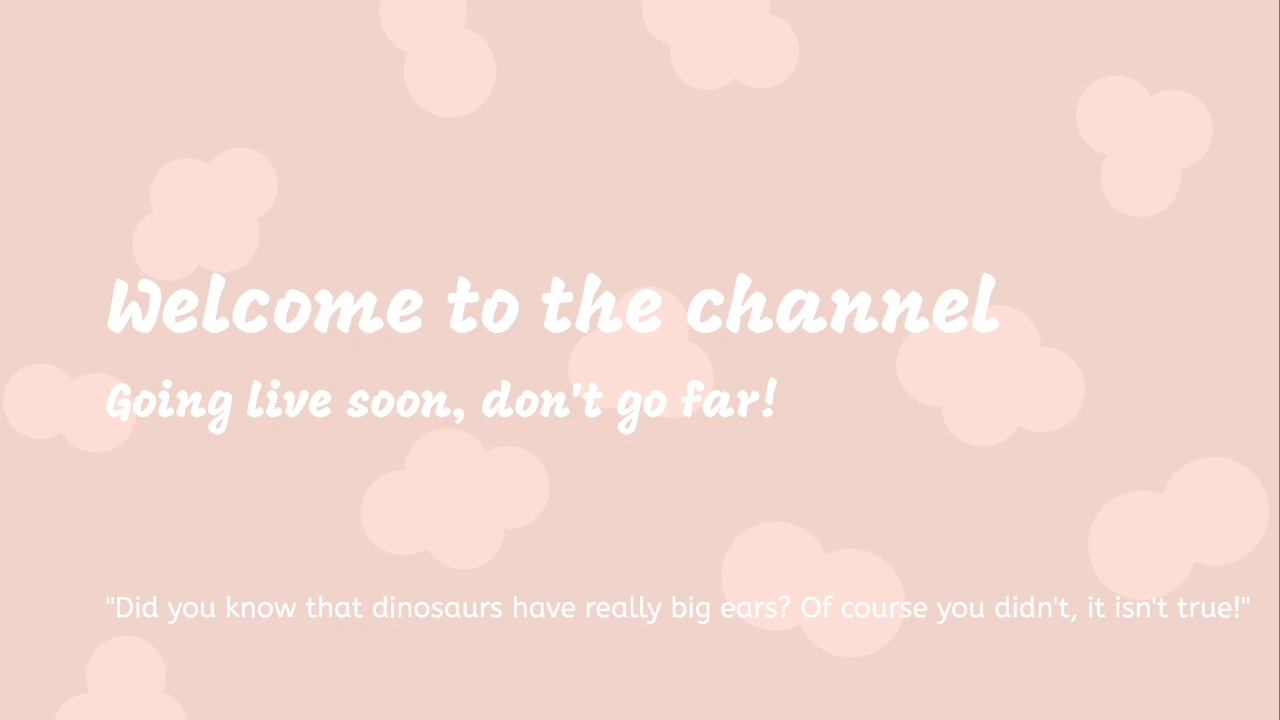 Welcome to the channel
Going live soon, don't go far!
"Did you know that dinosaurs have really big ears? Of course you didn't, it isn't true!"